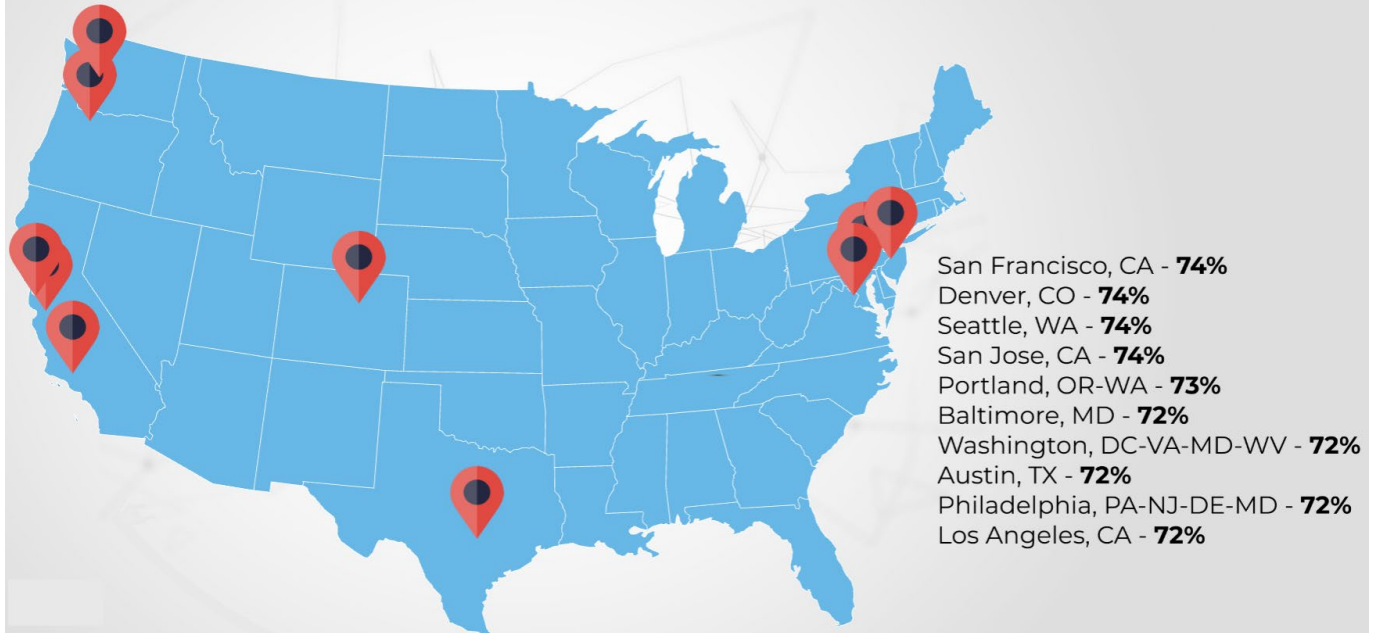 San Francisco, CA - 74%
Denver, CO - 74%
Seattle, WA - 74%
San Jose, CA - 74%
Portland, OR-WA - 73%
Baltimore, MD - 72%
Washington, DC-VA-MD-WV - 72%
Austin, TX - 72%
Philadelphia, PA-NJ-DE-MD - 72%
Los Angeles, CA - 72%